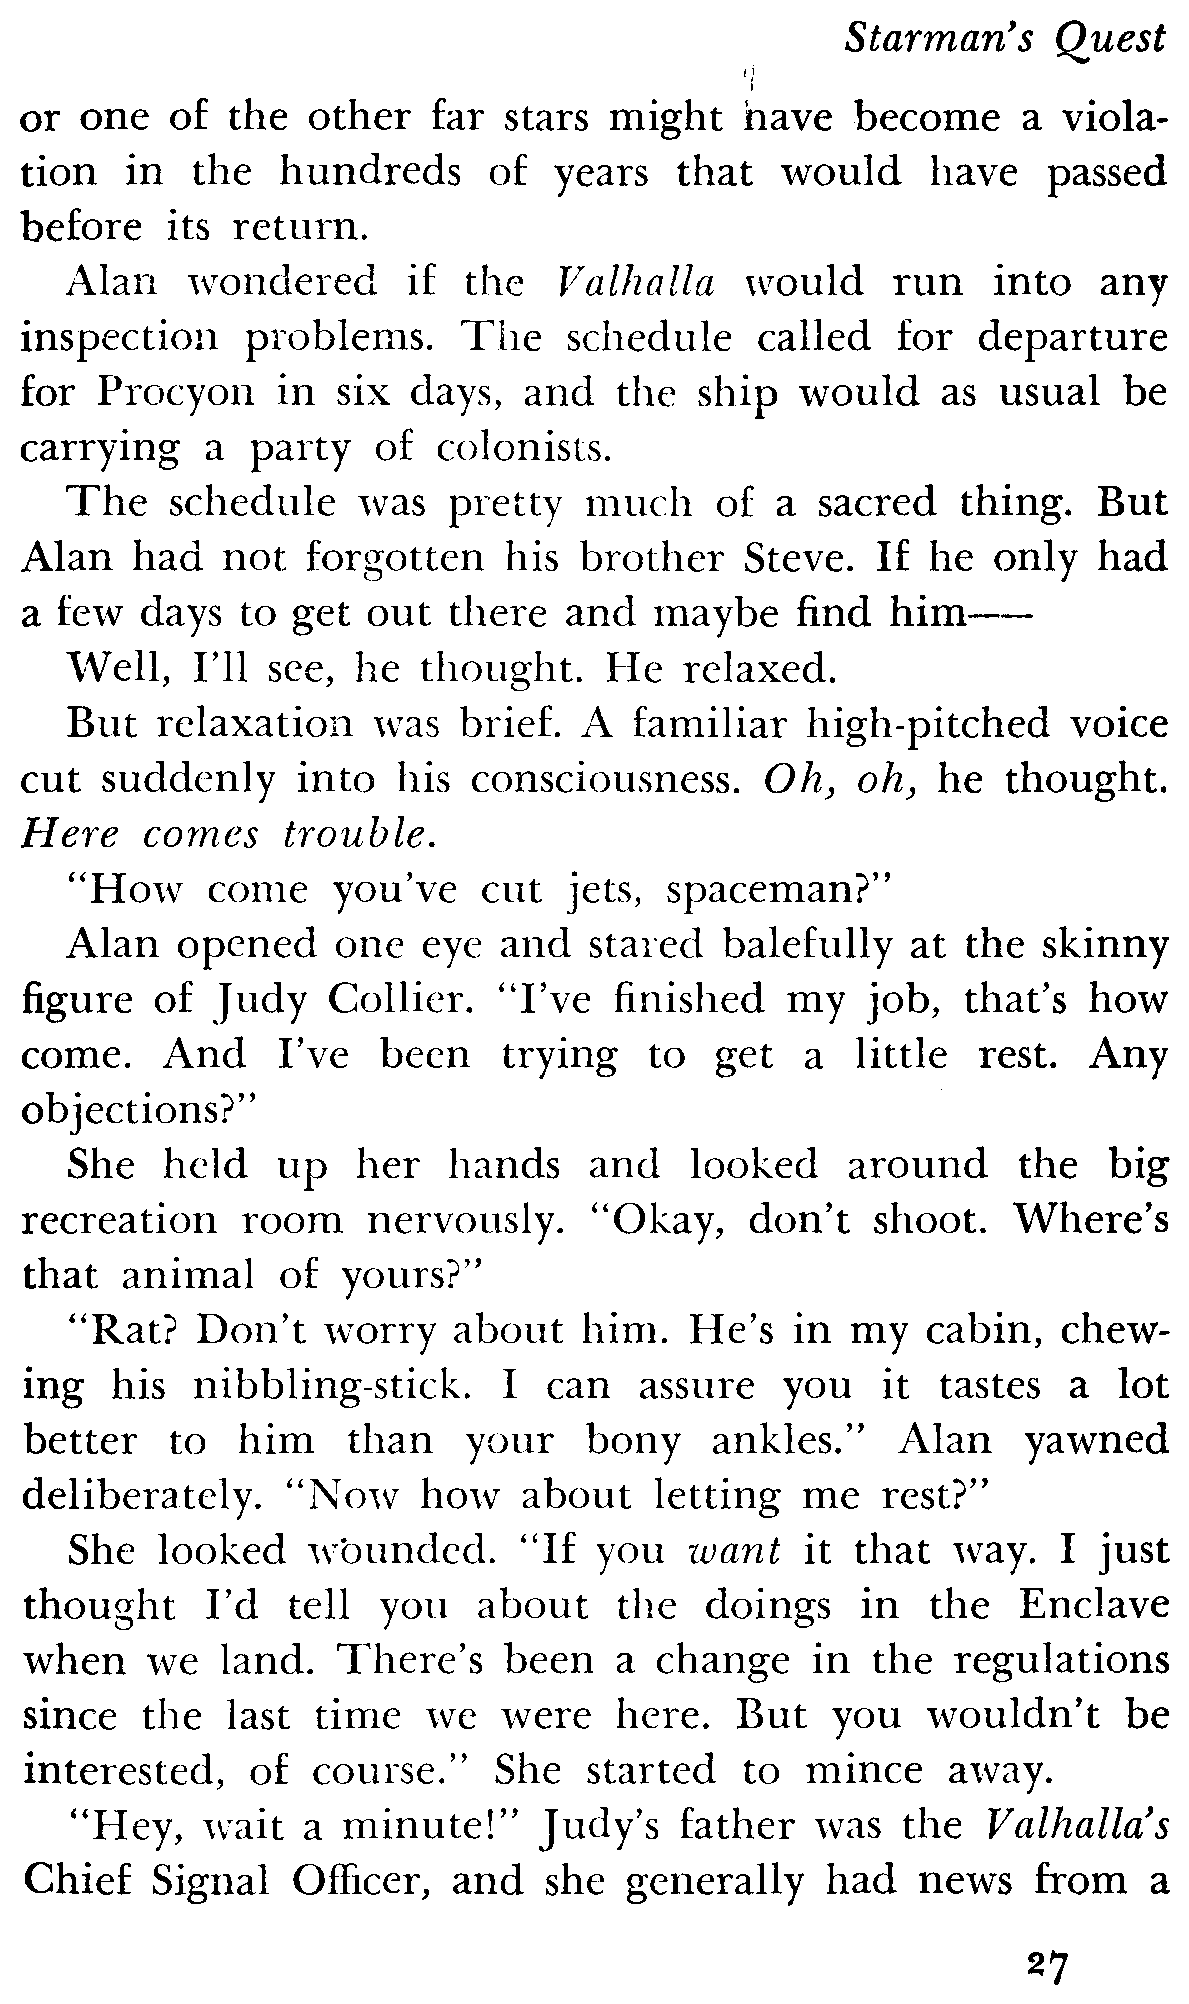 Starman's Quest
or one of the other far stars might have become a viola-
tion in the hundreds of years that would have passed
before its return.
Alan wondered if the Valhalla would run into any
inspection problems. The schedule called for departure
for Procyon in six days, and the ship would as usual be
carrying a party of colonists.
The schedule was pretty much of a sacred thing. But
Alan had not forgotten his brother Steve. If he only had
a few days to get out there and maybe find him——
Well, I'll see, he thought. He relaxed.
But relaxation was brief. A familiar high-pitched voice
cut suddenly into his consciousness. Oh, oh, he thought.
Here comes trouble.
"How come you've cut jets, spaceman?"
Alan opened one eye and stared balefully at the skinny
figure of Judy Collier. "I've finished my job, that's how
come. And I've been trying to get a little rest. Any
objections?"
She held up her hands and looked around the big
recreation room nervously. "Okay, don't shoot. Where's
that animal of yours?"
"Rat? Don't worry about him. He's in my cabin, chew-
ing his nibbling-stick. I can assure you it tastes a lot
better to him than your bony ankles." Alan yawned
deliberately. "Now how about letting me rest?"
She looked wounded. "If you want it that way. I just
thought I'd tell you about the doings in the Enclave
when we land. There's been a change in the regulations
since the last time we were here. But you wouldn't be
interested, of course." She started to mince away.
"Hey, wait a minute!" Judy's father was the Valhalla's
Chief Signal Officer, and she generally had news from a
27